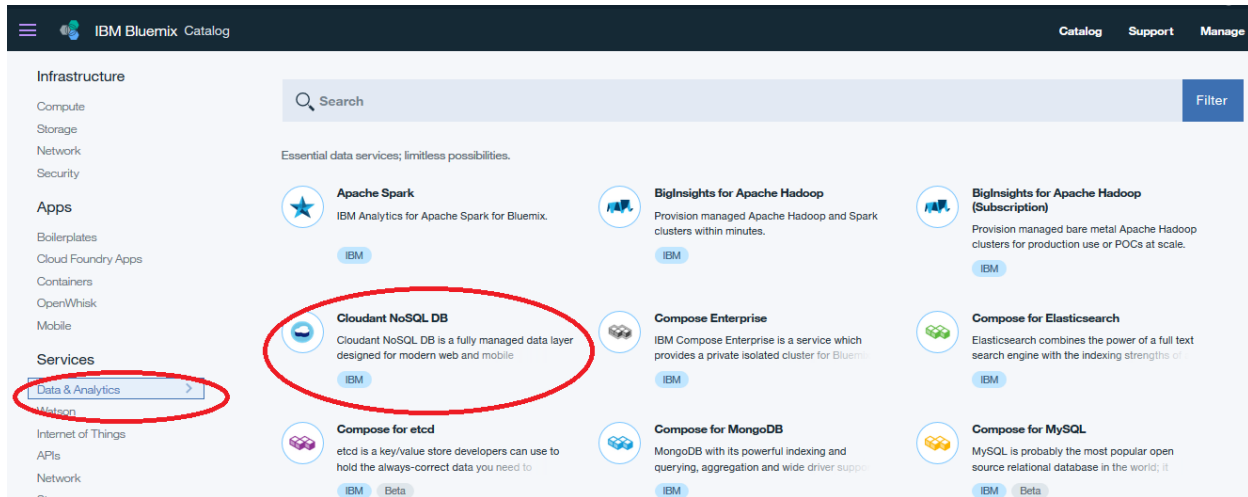 IBM Bluemix Catalog
Catalog Support Manage
Infrastructure
Compute
Storage
Network
Security
Apps
Boilerplates
Cloud Foundry Apps
Containers
OpenWhisk
Mobile
Services
Data & Analytics
Watson
Internet of Things
APIs
Network
Search
Filter
Essential data services; limitless possibilities.
Apache Spark
IBM Analytics for Apache Spark for Bluemix.
IBM
BigInsights for Apache Hadoop
Provision managed Apache Hadoop and Spark
clusters within minutes.
IBM
BigInsights for Apache Hadoop
(Subscription)
Provision managed bare metal Apache Hadoop
clusters for production use or POCs at scale.
IBM
Cloudant NoSQL DB
Cloudant NoSQL DB is a fully managed data layer
designed for modern web and mobile
IBM
Compose Enterprise
IBM Compose Enterprise is a service which
provides a private isolated cluster for Bluemix
IBM
Compose for Elasticsearch
Elasticsearch combines the power of a full text
search engine with the indexing strengths of
IBM
Compose for etcd
etcd is a key/value store developers can use to
hold the always-correct data you need to
IBM Beta
Compose for MongoDB
MongoDB with its powerful indexing and
querying, aggregation and wide driver support
IBM
Compose for MySQL
MySQL is probably the most popular open
source relational database in the world; it
IBM Beta